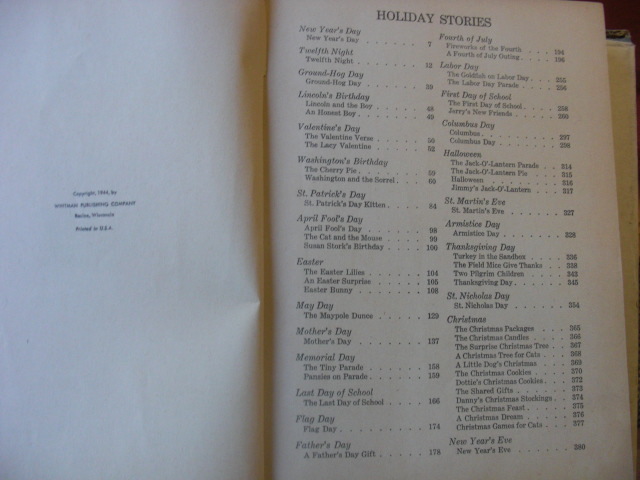 Copyright, 1944, by
WHITMAN PUBLISHING COMPANY
Racine, Wisconsin
Printed in U.S.A.
HOLIDAY STORIES
New Year's Day
New Year's Day . . . . . . 7
Twelfth Night
Twelfth Night . . . . . . 12
Ground-Hog Day
Ground-Hog Day . . . . . 39
Lincoln's Birthday
Lincoln and the Boy . . . . 48
An Honest Boy . . . . . . 49
Valentine's Day
The Valentine Verse . . . . 50
The Lacy Valentine . . . . 52
Washington's Birthday
The Cherry Pie . . . . . . 59
Washington and the Sorrel . . . 60
St. Patrick's Day
St. Patrick's Day Kitten . . . . 84
April Fool's Day
April Fool's Day . . . . . 98
The Cat and the Mouse . . . . 99
Susan Stork's Birthday . . . . 100
Easter
The Easter Lilies . . . . . 104
An Easter Surprise . . . . . 105
Easter Bunny . . . . . . 108
May Day
The Maypole Dance . . . . . 129
Mother's Day
Mother's Day . . . . . . 137
Memorial Day
The Tiny Parade . . . . . 158
Pansies on Parade . . . . . 159
Last Day of School
The Last Day of School . . . . 166
Flag Day
Flag Day . . . . . . . 174
Father's Day
A Father's Day Gift . . . . . 178
Fourth of July
Fireworks of the Fourth . . . 194
A Fourth of July Outing . . . 196
Labor Day
The Goldfish on Labor Day . . . 255
The Labor Day Parade . . . . 256
First Day of School
The First Day of School . . . . 258
Jerry's New Friends . . . . 260
Columbus Day
Columbus . . . . . . . 297
Columbus Day . . . . . . 298
Halloween
The Jack-O'-Lantern Parade . . 314
The Jack-O'-Lantern Pie . . . 315
Halloween . . . . . . . 316
Jimmy's Jack-O'-Lantern . . . 317
St. Martin's Eve
St. Martin's Eve . . . . . 327
Armistice Day
Armistice Day . . . . . . 328
Thanksgiving Day
Turkey in the Sandbox . . . . 336
The Field Mice Give Thanks . . 338
Two Pilgrim Children . . . . 343
Thanksgiving Day . . . . . 345
St. Nicholas Day
St. Nicholas Day . . . . . 354
Christmas
The Christmas Packages . . . 365
The Christmas Candles . . . . 366
The Surprise Christmas Tree . . 367
A Christmas Tree for Cats . . . 368
A Little Dog's Christmas . . . 369
The Christmas Cookies . . . . 370
Dottie's Christmas Cookies . . . 372
The Shared Gifts . . . . . 373
Danny's Christmas Stockings . . 374
The Christmas Feast . . . . 375
A Christmas Dream . . . . . 376
Christmas Games for Cats . . . 377
New Year's Eve
New Year's Eve . . . . . . 380